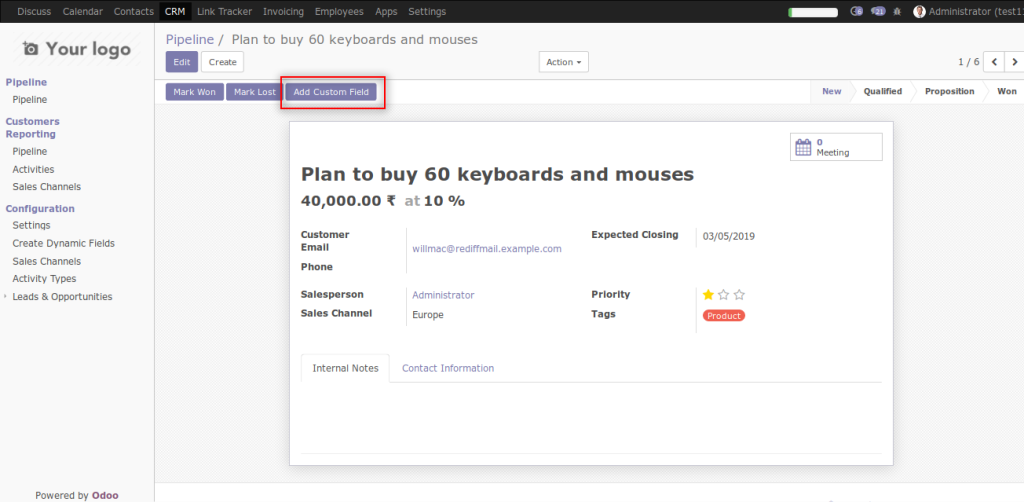 Discuss Calendar Contacts CRM Link Tracker Invoicing Employees Apps Settings 6 21 Administrator (test11
Your logo
Pipeline
Pipeline
Customers
Reporting
Pipeline
Activities
Sales Channels
Configuration
Settings
Create Dynamic Fields
Sales Channels
Activity Types
Leads & Opportunities
Powered by Odoo
Pipeline / Plan to buy 60 keyboards and mouses
Edit Create Action 1 / 6
Mark Won Mark Lost Add Custom Field New Qualified Proposition Won
0
Meeting
Plan to buy 60 keyboards and mouses
40,000.00 ₹ at 10 %
Customer Expected Closing 03/05/2019
Email willmac@rediffmail.example.com
Phone
Salesperson Administrator Priority
Sales Channel Europe Tags Product
Internal Notes Contact Information